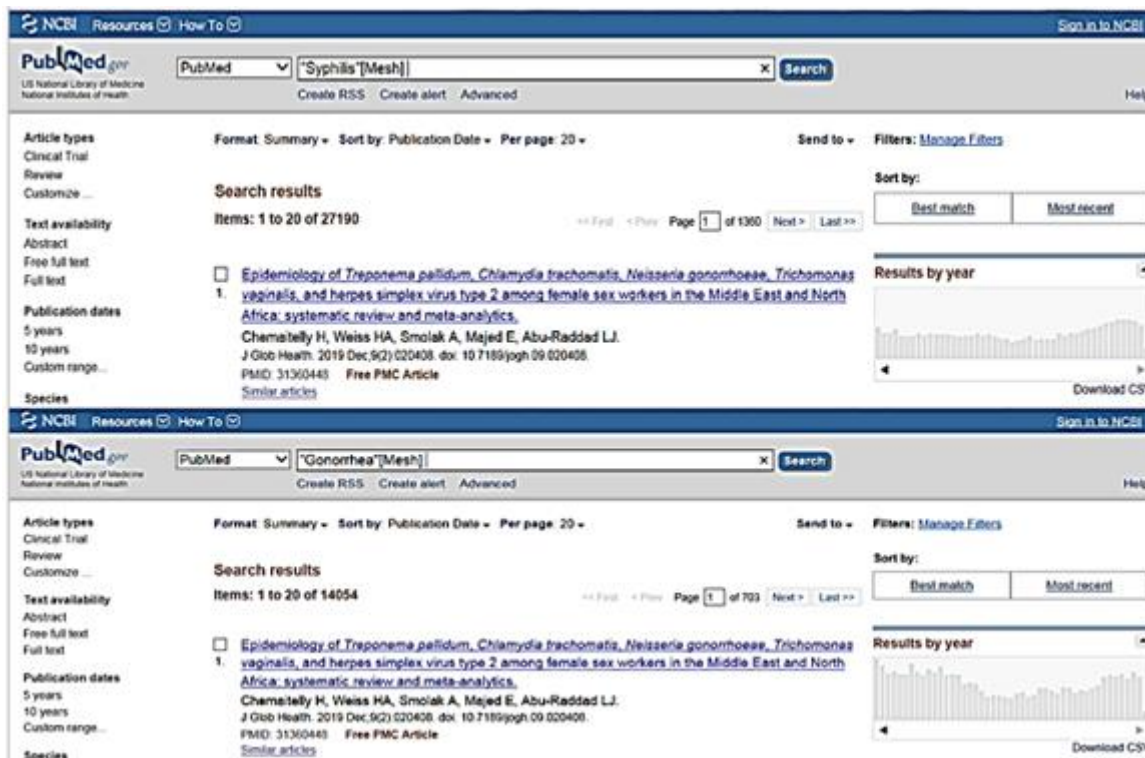 NCBI Resources How To Sign in to NCBI
PubMed.gov
US National Library of Medicine
National Institutes of Health
PubMed "Syphilis"[Mesh] × Search
Create RSS Create alert Advanced
Help
Article types
Clinical Trial
Review
Customize ...
Text availability
Abstract
Free full text
Full text
Publication dates
5 years
10 years
Custom range...
Species
Format: Summary Sort by: Publication Date Per page: 20 Send to
Search results
Items: 1 to 20 of 27190
<< First < Prev Page 1 of 1360 Next > Last >>
1. Epidemiology of Treponema pallidum, Chlamydia trachomatis, Neisseria gonorrhoeae, Trichomonas
vaginalis, and herpes simplex virus type 2 among female sex workers in the Middle East and North
Africa: systematic review and meta-analytics.
Chemaitelly H, Weiss HA, Smolak A, Majed E, Abu-Raddad LJ.
J Glob Health. 2019 Dec;9(2):020408. doi: 10.7189/jogh.09.020408.
PMID: 31360448 Free PMC Article
Similar articles
Filters: Manage Filters
Sort by:
Best match Most recent
Results by year
Download CSV
NCBI Resources How To Sign in to NCBI
PubMed.gov
US National Library of Medicine
National Institutes of Health
PubMed "Gonorrhea"[Mesh] × Search
Create RSS Create alert Advanced
Help
Article types
Clinical Trial
Review
Customize ...
Text availability
Abstract
Free full text
Full text
Publication dates
5 years
10 years
Custom range...
Species
Format: Summary Sort by: Publication Date Per page: 20 Send to
Search results
Items: 1 to 20 of 14054
<< First < Prev Page 1 of 703 Next > Last >>
1. Epidemiology of Treponema pallidum, Chlamydia trachomatis, Neisseria gonorrhoeae, Trichomonas
vaginalis, and herpes simplex virus type 2 among female sex workers in the Middle East and North
Africa: systematic review and meta-analytics.
Chemaitelly H, Weiss HA, Smolak A, Majed E, Abu-Raddad LJ.
J Glob Health. 2019 Dec;9(2):020408. doi: 10.7189/jogh.09.020408.
PMID: 31360448 Free PMC Article
Similar articles
Filters: Manage Filters
Sort by:
Best match Most recent
Results by year
Download CSV